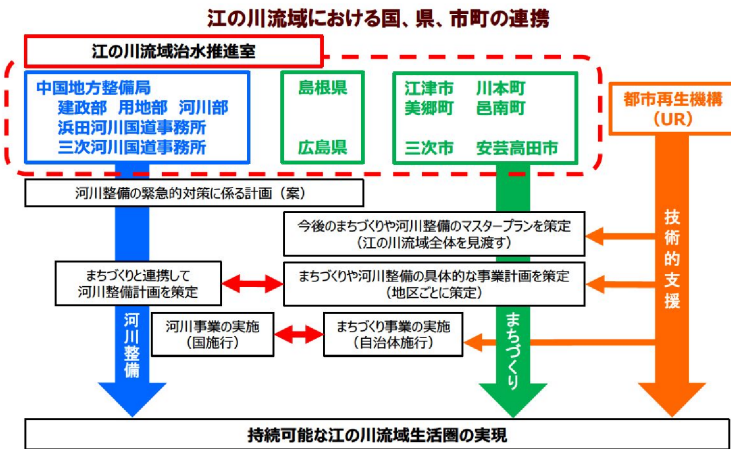 江の川流域における国、県、市町の連携
江の川流域治水推進室
中国地方整備局
建政部 用地部 河川部
浜田河川国道事務所
三次河川国道事務所
島根県
広島県
江津市 川本町
美郷町 邑南町
三次市 安芸高田市
都市再生機構
(UR)
河川整備の緊急的対策に係る計画(案)
今後のまちづくりや河川整備のマスタープランを策定
(江の川流域全体を見渡す)
まちづくりと連携して
河川整備計画を策定
まちづくりや河川整備の具体的な事業計画を策定
(地区ごとに策定)
河川事業の実施
(国施行)
まちづくり事業の実施
(自治体施行)
河川整備
まちづくり
技術的支援
持続可能な江の川流域生活圏の実現